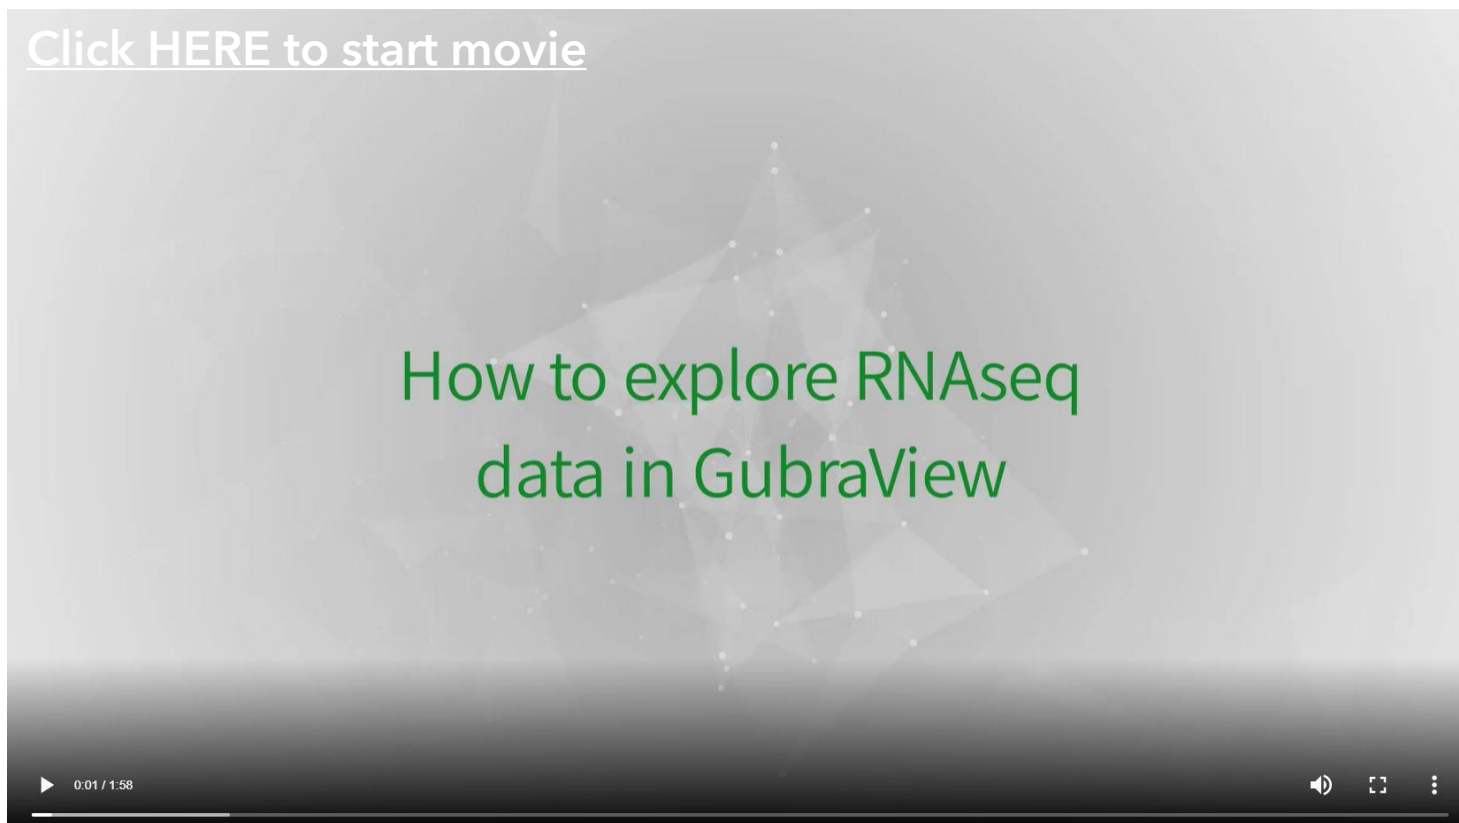 Click HERE to start movie
How to explore RNAseq
data in GubraView
0:01 / 1:58